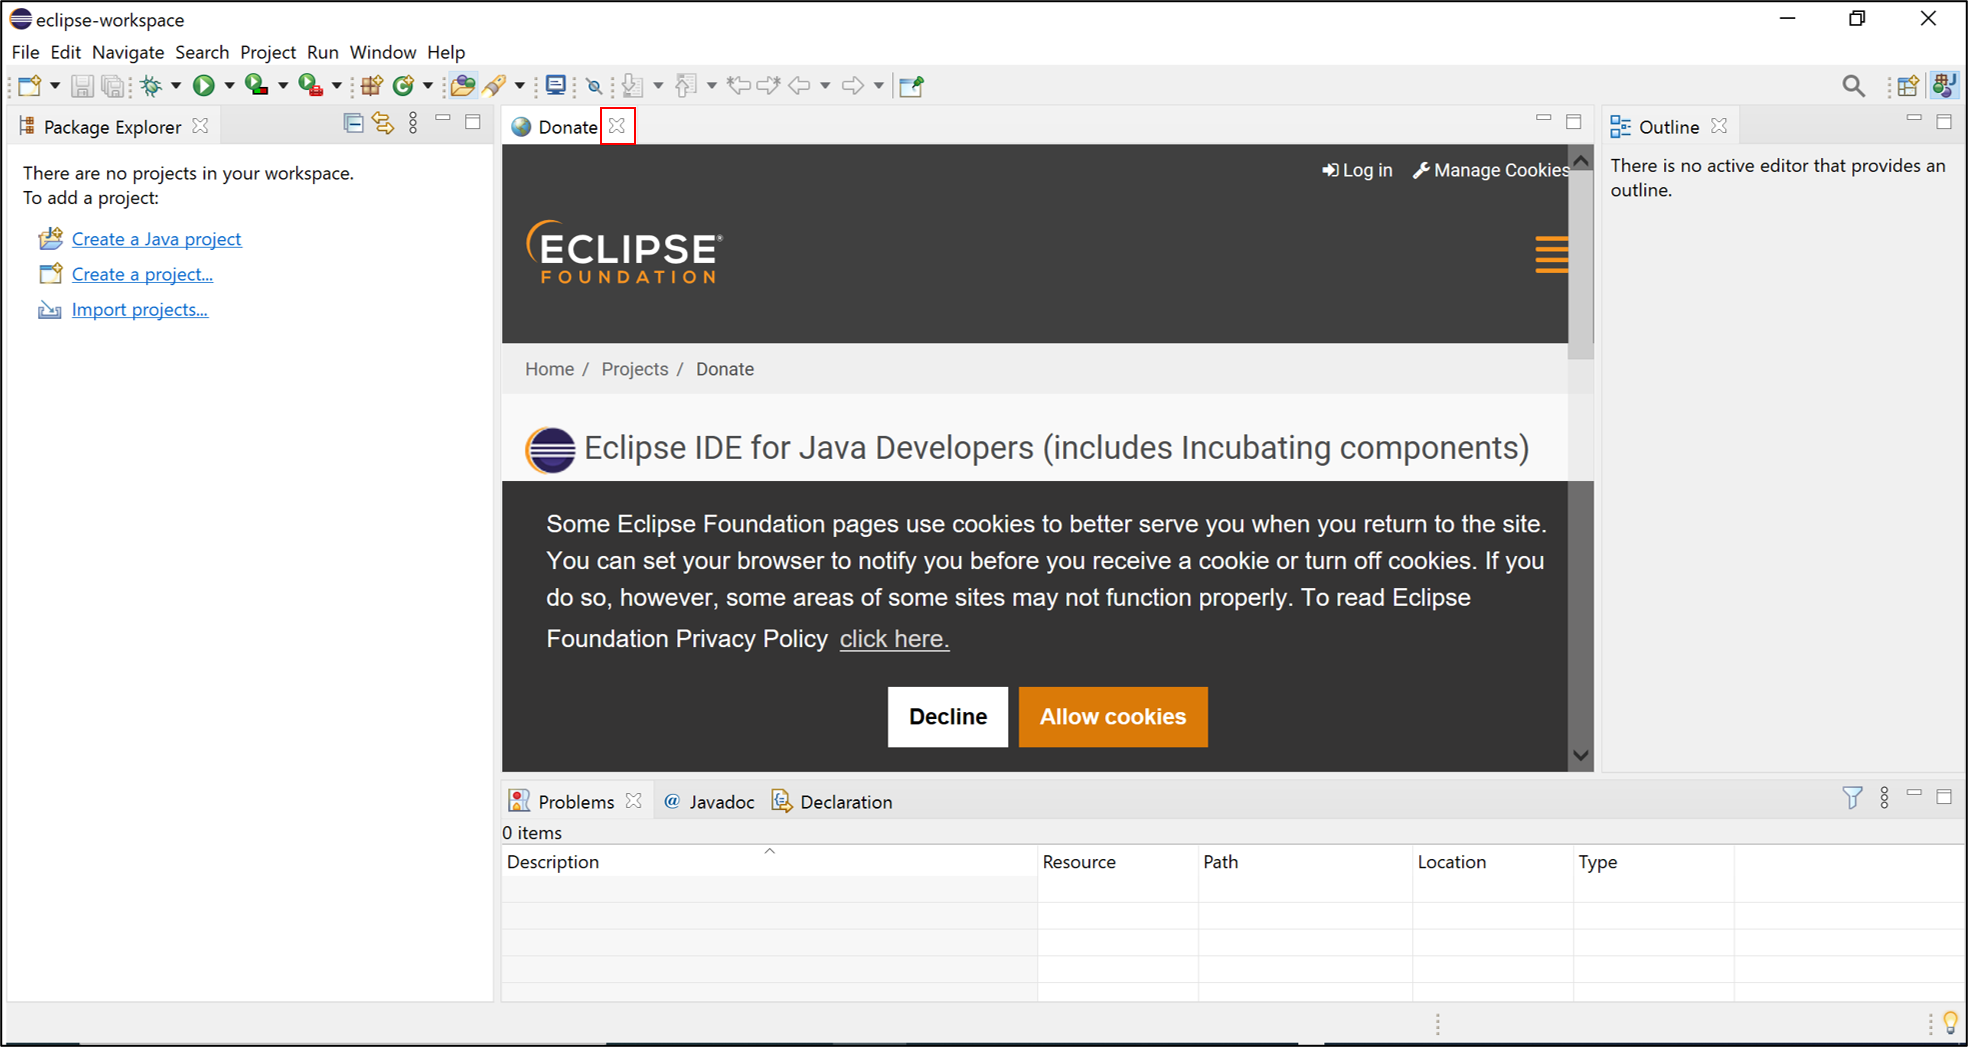 eclipse-workspace
File Edit Navigate Search Project Run Window Help
Package Explorer
There are no projects in your workspace.
To add a project:
Create a Java project
Create a project...
Import projects...
Donate
Log in Manage Cookies
ECLIPSE®
FOUNDATION
Home / Projects / Donate
Eclipse IDE for Java Developers (includes Incubating components)
Some Eclipse Foundation pages use cookies to better serve you when you return to the site.
You can set your browser to notify you before you receive a cookie or turn off cookies. If you
do so, however, some areas of some sites may not function properly. To read Eclipse
Foundation Privacy Policy click here.
Decline Allow cookies
Outline
There is no active editor that provides an
outline.
Problems @ Javadoc Declaration
0 items
Description Resource Path Location Type